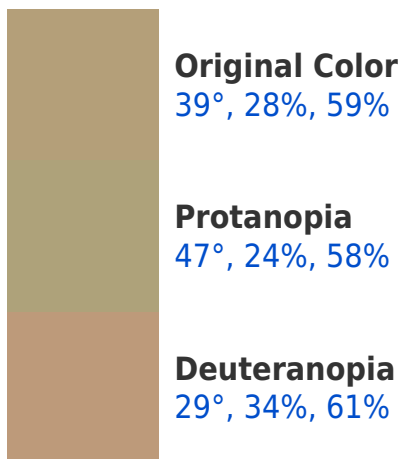 Original Color
39°, 28%, 59%
Protanopia
47°, 24%, 58%
Deuteranopia
29°, 34%, 61%